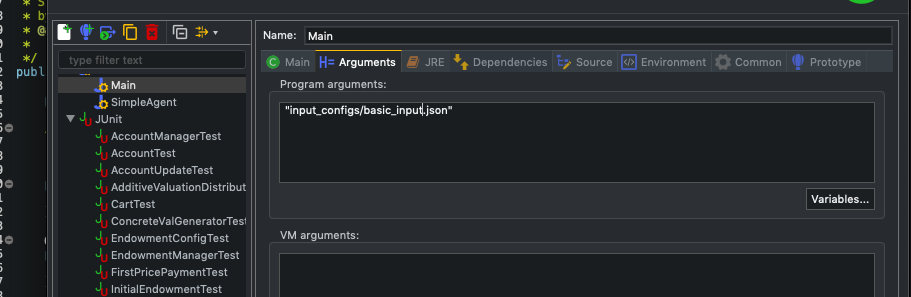 * S
* b
* @
*
*/
publ
Name: Main
type filter text
Main
Arguments
JRE
Dependencies
Source
Environment
Common
Prototype
Main
SimpleAgent
JUnit
AccountManagerTest
AccountTest
AccountUpdateTest
AdditiveValuationDistribut
CartTest
ConcreteValGeneratorTest
EndowmentConfigTest
EndowmentManagerTest
FirstPricePaymentTest
InitialEndowmentTest
Program arguments:
"input_configs/basic_input.json"
Variables...
VM arguments: